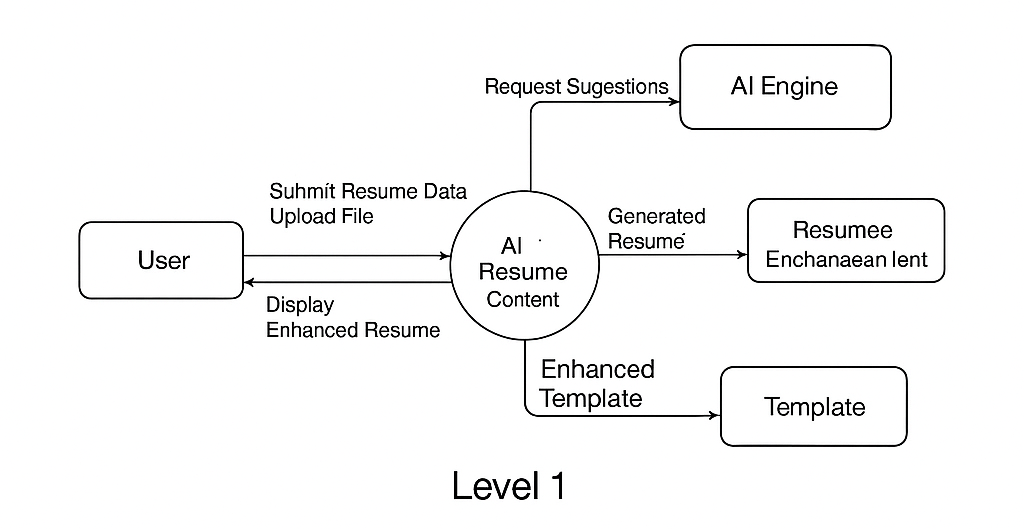 Request Sugestions
AI Engine
Suhmít Resume Data
Upload File
User
AI
Resume
Content
Generated
Resumé
Resumee
Enchanaean lent
Display
Enhanced Resume
Enhanced
Template
Template
Level 1